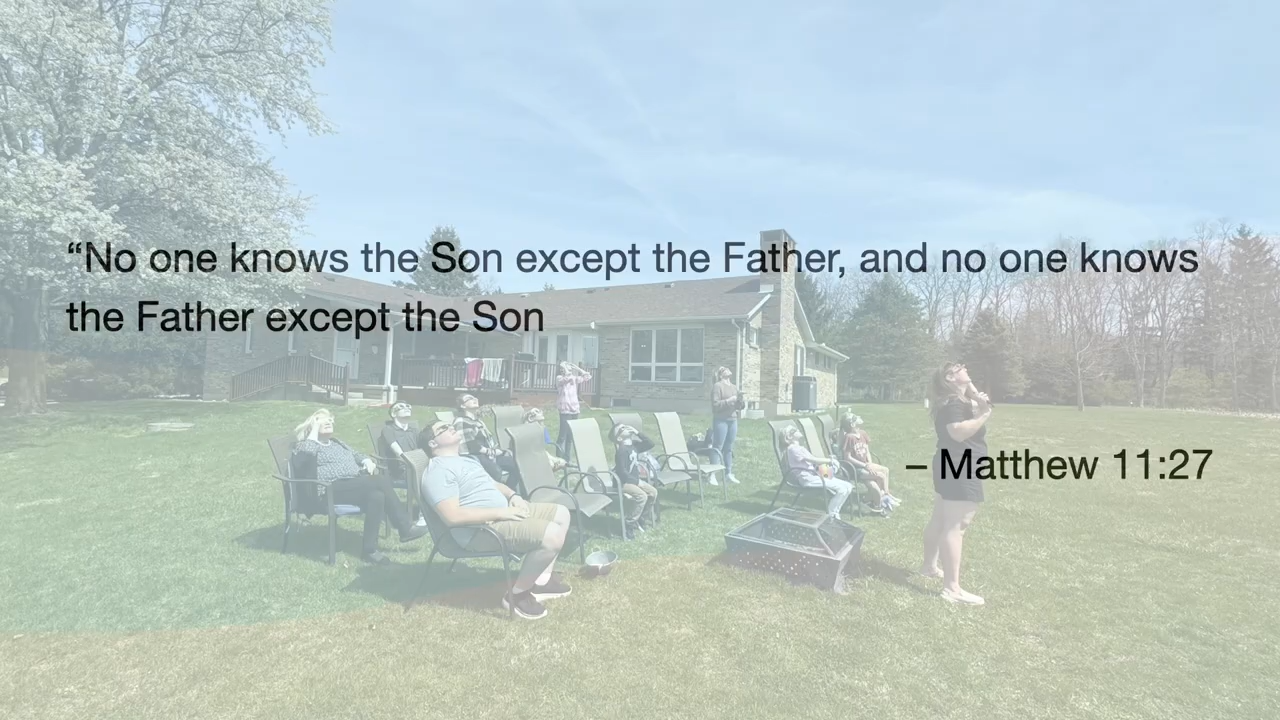 “No one knows the Son except the Father, and no one knows
the Father except the Son
– Matthew 11:27